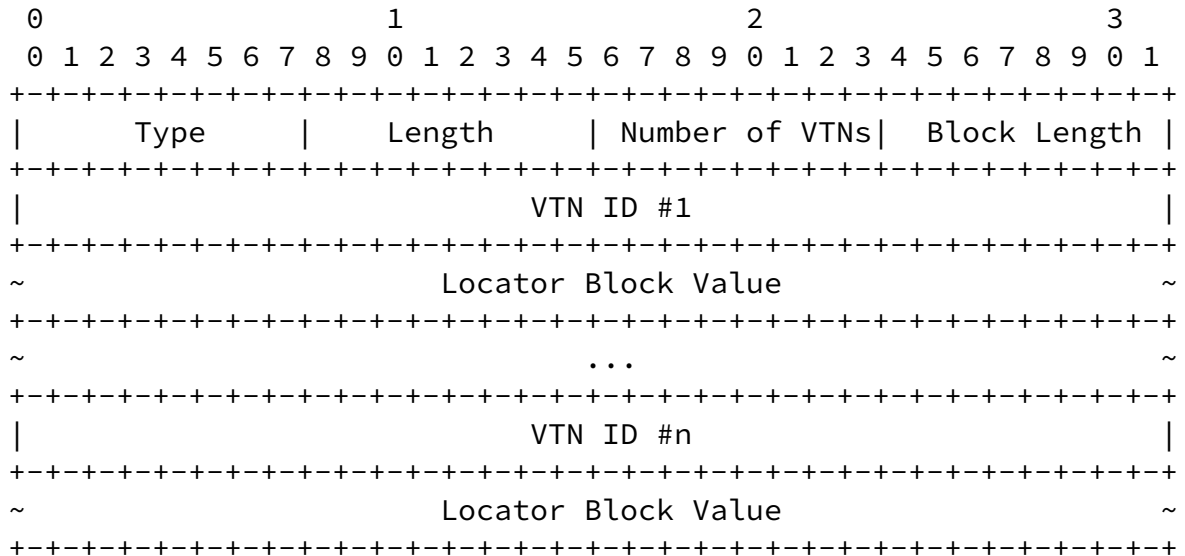 0                   1                   2                   3
 0 1 2 3 4 5 6 7 8 9 0 1 2 3 4 5 6 7 8 9 0 1 2 3 4 5 6 7 8 9 0 1
+-+-+-+-+-+-+-+-+-+-+-+-+-+-+-+-+-+-+-+-+-+-+-+-+-+-+-+-+-+-+-+-+
|      Type     |    Length     | Number of VTNs|  Block Length |
+-+-+-+-+-+-+-+-+-+-+-+-+-+-+-+-+-+-+-+-+-+-+-+-+-+-+-+-+-+-+-+-+
|                            VTN ID #1                          |
+-+-+-+-+-+-+-+-+-+-+-+-+-+-+-+-+-+-+-+-+-+-+-+-+-+-+-+-+-+-+-+-+
~                       Locator Block Value                     ~
+-+-+-+-+-+-+-+-+-+-+-+-+-+-+-+-+-+-+-+-+-+-+-+-+-+-+-+-+-+-+-+-+
~                               ...                             ~
+-+-+-+-+-+-+-+-+-+-+-+-+-+-+-+-+-+-+-+-+-+-+-+-+-+-+-+-+-+-+-+-+
|                            VTN ID #n                          |
+-+-+-+-+-+-+-+-+-+-+-+-+-+-+-+-+-+-+-+-+-+-+-+-+-+-+-+-+-+-+-+-+
~                       Locator Block Value                     ~
+-+-+-+-+-+-+-+-+-+-+-+-+-+-+-+-+-+-+-+-+-+-+-+-+-+-+-+-+-+-+-+-+